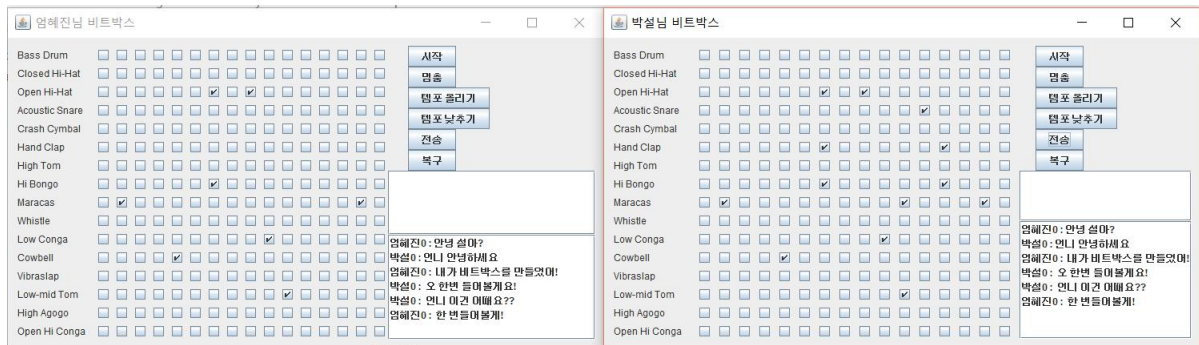 염혜진님 비트박스
Bass Drum
Closed Hi-Hat
Open Hi-Hat
Acoustic Snare
Crash Cymbal
Hand Clap
High Tom
Hi Bongo
Maracas
Whistle
Low Conga
Cowbell
Vibraslap
Low-mid Tom
High Agogo
Open Hi Conga
시작
멈춤
템포 올리기
템포 낮추기
전송
복구
염혜진0: 안녕 설마?
박설0: 언니 안녕하세요
염혜진0: 내가 비트박스를 만들었어!
박설0: 오 한번 들어볼게요!
박설0: 언니 이건 어때요??
염혜진0: 한 번들어볼게!
박설님 비트박스
Bass Drum
Closed Hi-Hat
Open Hi-Hat
Acoustic Snare
Crash Cymbal
Hand Clap
High Tom
Hi Bongo
Maracas
Whistle
Low Conga
Cowbell
Vibraslap
Low-mid Tom
High Agogo
Open Hi Conga
시작
멈춤
템포 올리기
템포 낮추기
전송
복구
염혜진0: 안녕 설마?
박설0: 언니 안녕하세요
염혜진0: 내가 비트박스를 만들었어!
박설0: 오 한번 들어볼게요!
박설0: 언니 이건 어때요??
염혜진0: 한 번들어볼게!